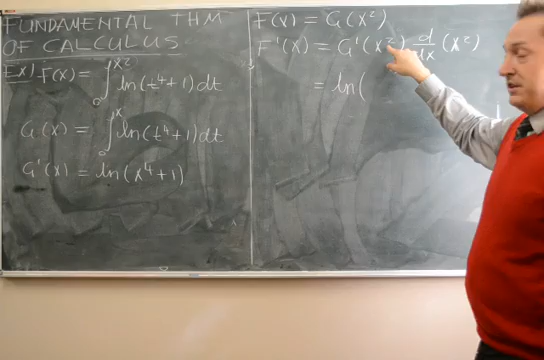 FUNDAMENTAL THM
OF CALCULUS
EX) F(x) = ∫₀^x² ln(t⁴+1)dt
G(x) = ∫₀^x ln(t⁴+1)dt
G'(x) = ln(x⁴+1)
F(x) = G(x²)
F'(x) = G'(x²) d/dx (x²)
= ln(